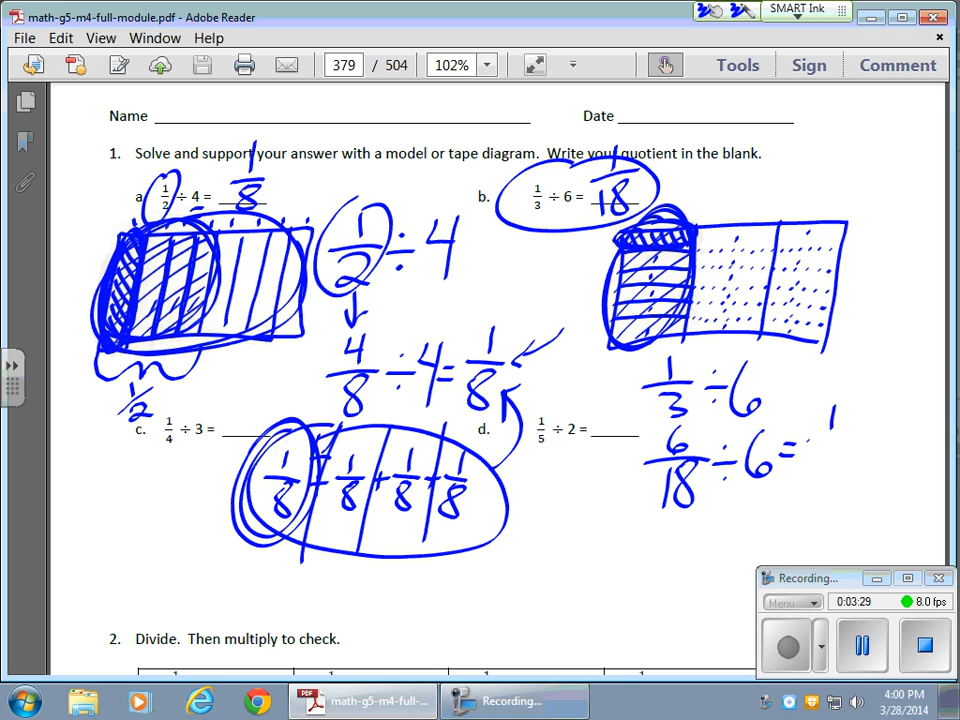 math-g5-m4-full-module.pdf - Adobe Reader
SMART Ink
File Edit View Window Help
379 / 504 102% Tools Sign Comment
Name Date
1. Solve and support your answer with a model or tape diagram. Write your quotient in the blank.
a. 1/2 ÷ 4 = 1/8 b. 1/3 ÷ 6 = 1/18
1/2 ÷ 4
4/8 ÷ 4 = 1/8
1/2
1/3 ÷ 6
c. 1/4 ÷ 3 = d. 1/5 ÷ 2 =
6/18 ÷ 6 = 1
1/8 + 1/8 + 1/8 + 1/8
2. Divide. Then multiply to check.
Recording...
Menu 0:03:29 8.0 fps
math-g5-m4-full-... Recording...
4:00 PM
3/28/2014